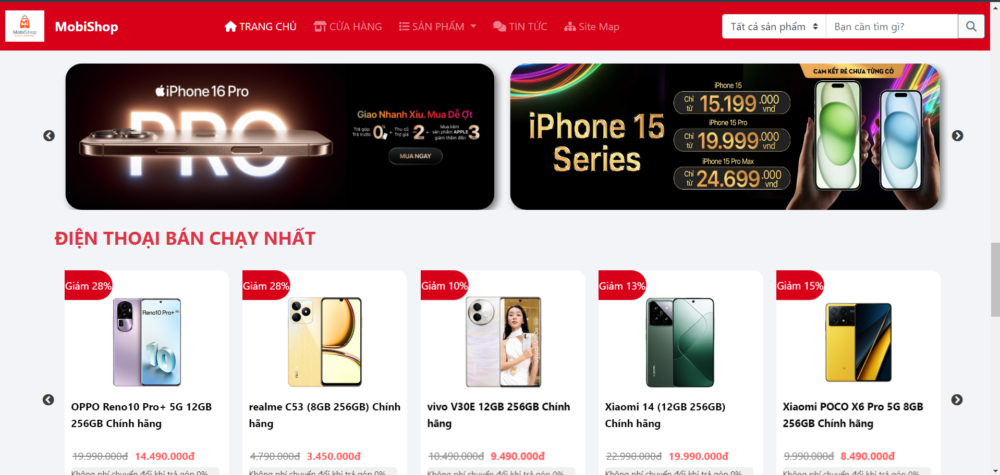 MobiShop
MobiShop
TRANG CHỦ
CỬA HÀNG
SẢN PHẨM
TIN TỨC
Site Map
Tất cả sản phẩm
Bạn cần tìm gì?
iPhone 16 Pro
PRO
Giao Nhanh Xỉu. Mua Dễ Ợt
Trả góp
Trả trước 0%
+ Thu cũ
Trợ giá 2
+ Mua kèm
sản phẩm APPLE
giảm thêm đến 3
MUA NGAY
CAM KẾT RẺ CHƯA TỪNG CÓ
iPhone 15
Series
iPhone 15
Chỉ từ 15.199.000 vnđ
iPhone 15 Pro
Chỉ từ 19.999.000 vnđ
iPhone 15 Pro Max
Chỉ từ 24.699.000 vnđ
ĐIỆN THOẠI BÁN CHẠY NHẤT
Giảm 28%
Reno10 Pro+ 5G
10
OPPO Reno10 Pro+ 5G 12GB
256GB Chính hãng
19.990.000đ 14.490.000đ
Không phí chuyển đổi khi trả góp 0%
Giảm 28%
realme C53 (8GB 256GB) Chính
hãng
4.790.000đ 3.450.000đ
Không phí chuyển đổi khi trả góp 0%
Giảm 10%
vivo V30e 5G
vivo V30E 12GB 256GB Chính
hãng
10.490.000đ 9.490.000đ
Không phí chuyển đổi khi trả góp 0%
Giảm 13%
xiaomi
Xiaomi 14 (12GB 256GB)
Chính hãng
22.990.000đ 19.990.000đ
Không phí chuyển đổi khi trả góp 0%
Giảm 15%
Xiaomi POCO X6 Pro 5G 8GB
256GB Chính hãng
9.990.000đ 8.490.000đ
Không phí chuyển đổi khi trả góp 0%